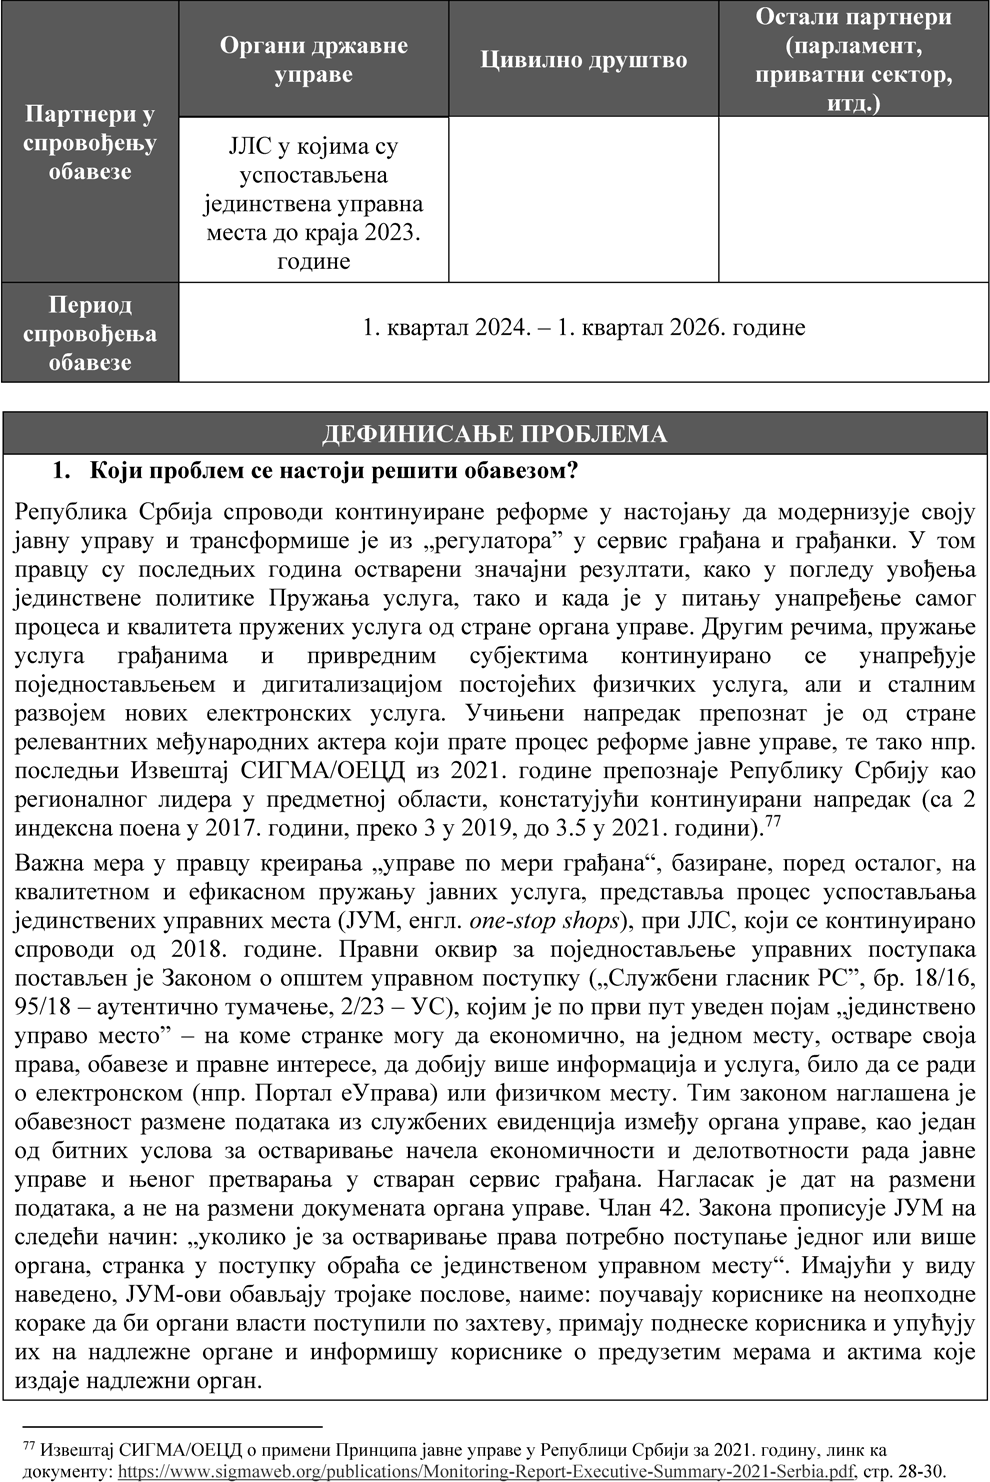 Партнери у
спровођењу
обавезе
Органи државне
управе
Цивилно друштво
Остали партнери
(парламент,
приватни сектор,
итд.)
ЈЛС у којима су
успостављена
јединствена управна
места до краја 2023.
године
Период
спровођења
обавезе
1. квартал 2024. – 1. квартал 2026. године
ДЕФИНИСАЊЕ ПРОБЛЕМА
1. Који проблем се настоји решити обавезом?
Република Србија спроводи континуиране реформе у настојању да модернизује своју
јавну управу и трансформише је из „регулатора” у сервис грађана и грађанки. У том
правцу су последњих година остварени значајни резултати, како у погледу увођења
јединствене политике Пружања услуга, тако и када је у питању унапређење самог
процеса и квалитета пружених услуга од стране органа управе. Другим речима, пружање
услуга грађанима и привредним субјектима континуирано се унапређује
поједностављењем и дигитализацијом постојећих физичких услуга, али и сталним
развојем нових електронских услуга. Учињени напредак препознат је од стране
релевантних међународних актера који прате процес реформе јавне управе, те тако нпр.
последњи Извештај СИГМА/ОЕЦД из 2021. године препознаје Републику Србију као
регионалног лидера у предметној области, констатујући континуирани напредак (са 2
индексна поена у 2017. години, преко 3 у 2019, до 3.5 у 2021. години).77
Важна мера у правцу креирања „управе по мери грађана“, базиране, поред осталог, на
квалитетном и ефикасном пружању јавних услуга, представља процес успостављања
јединствених управних места (ЈУМ, енгл. one-stop shops), при ЈЛС, који се континуирано
спроводи од 2018. године. Правни оквир за поједностављење управних поступака
постављен је Законом о општем управном поступку („Службени гласник РС”, бр. 18/16,
95/18 – аутентично тумачење, 2/23 – УС), којим је по први пут уведен појам „јединствено
управо место” – на коме странке могу да економично, на једном месту, остваре своја
права, обавезе и правне интересе, да добију више информација и услуга, било да се ради
о електронском (нпр. Портал еУправа) или физичком месту. Тим законом наглашена је
обавезност размене података из службених евиденција између органа управе, као један
од битних услова за остваривање начела економичности и делотвотности рада јавне
управе и њеног претварања у стваран сервис грађана. Нагласак је дат на размени
података, а не на размени докумената органа управе. Члан 42. Закона прописује ЈУМ на
следећи начин: „уколико је за остваривање права потребно поступање једног или више
органа, странка у поступку обраћа се јединственом управном месту“. Имајући у виду
наведено, ЈУМ-ови обављају тројаке послове, наиме: поучавају кориснике на неопходне
кораке да би органи власти поступили по захтеву, примају поднеске корисника и упућују
их на надлежне органе и информишу кориснике о предузетим мерама и актима које
издаје надлежни орган.
77 Извештај СИГМА/ОЕЦД о примени Принципа јавне управе у Републици Србији за 2021. годину, линк ка
документу: https://www.sigmaweb.org/publications/Monitoring-Report-Executive-Summary-2021-Serbia.pdf, стр. 28-30.